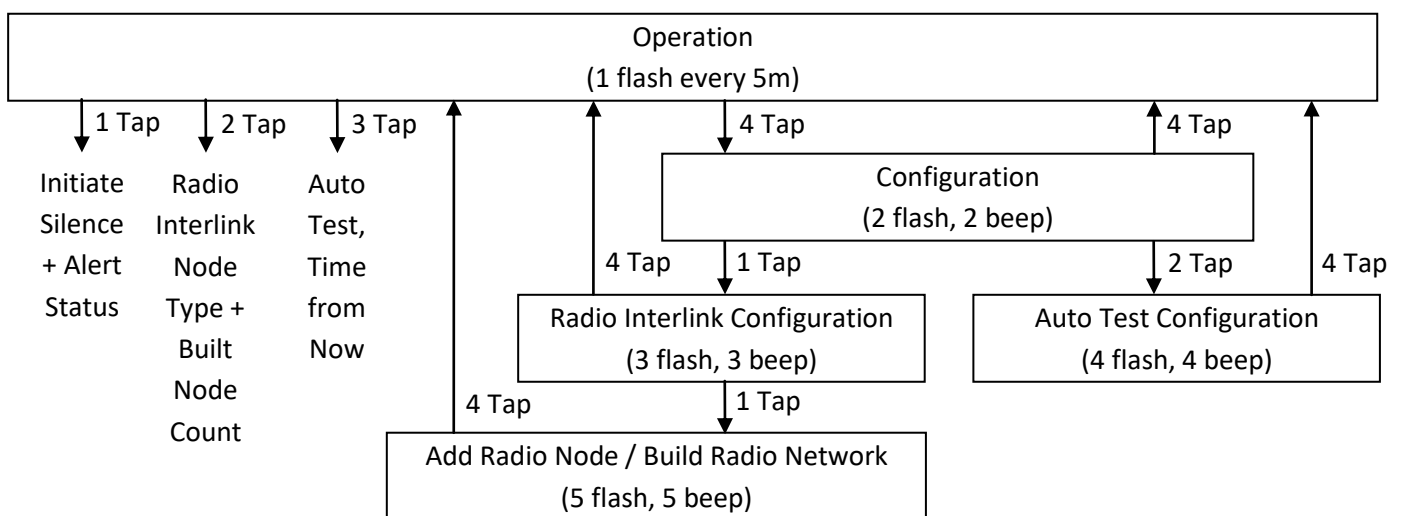 Operation
(1 flash every 5m)
1 Tap
2 Tap
3 Tap
4 Tap
4 Tap
Initiate
Silence
+ Alert
Status
Radio
Interlink
Node
Type +
Built
Node
Count
Auto
Test,
Time
from
Now
Configuration
(2 flash, 2 beep)
4 Tap
1 Tap
2 Tap
4 Tap
Radio Interlink Configuration
(3 flash, 3 beep)
Auto Test Configuration
(4 flash, 4 beep)
4 Tap
1 Tap
Add Radio Node / Build Radio Network
(5 flash, 5 beep)